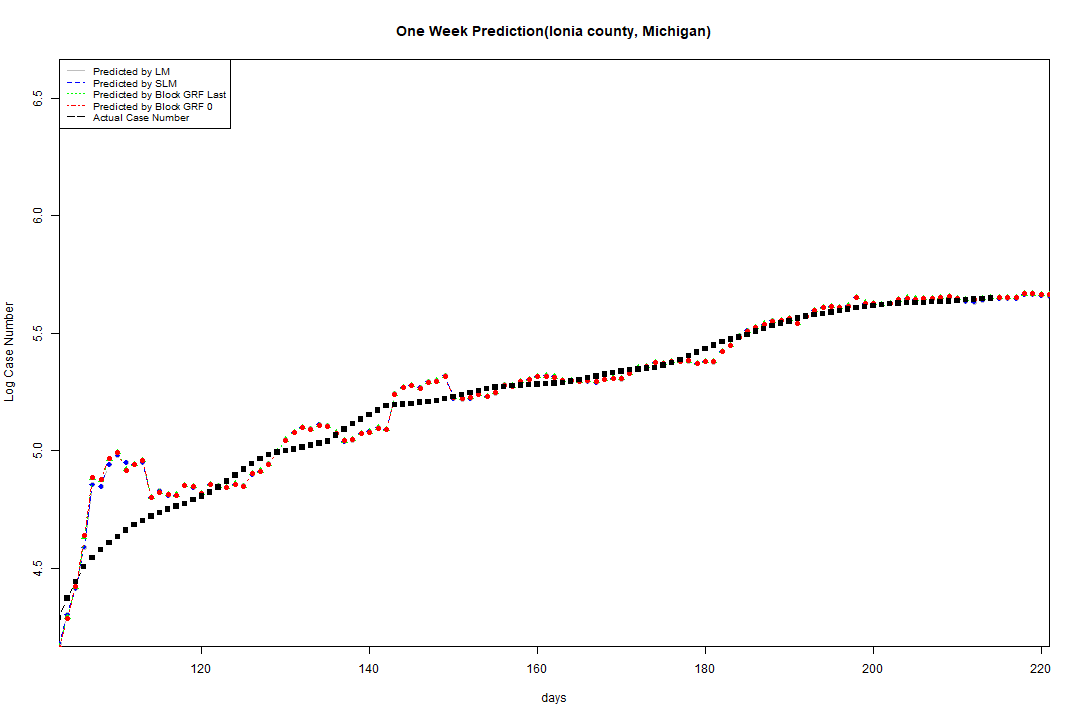 One Week Prediction(Ionia county, Michigan)
Predicted by LM
Predicted by SLM
Predicted by Block GRF Last
Predicted by Block GRF 0
Actual Case Number
6.5
6.0
5.5
5.0
4.5
Log Case Number
120 140 160 180 200 220
days